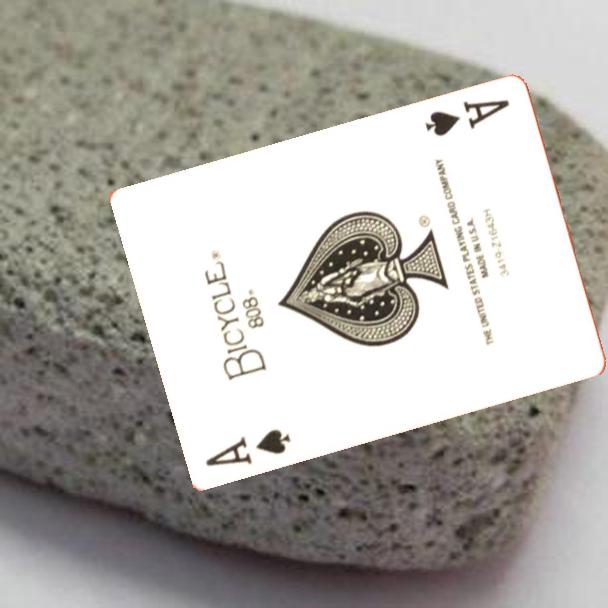 A
BICYCLE®
808®
®
THE UNITED STATES PLAYING CARD COMPANY
MADE IN U.S.A.
A